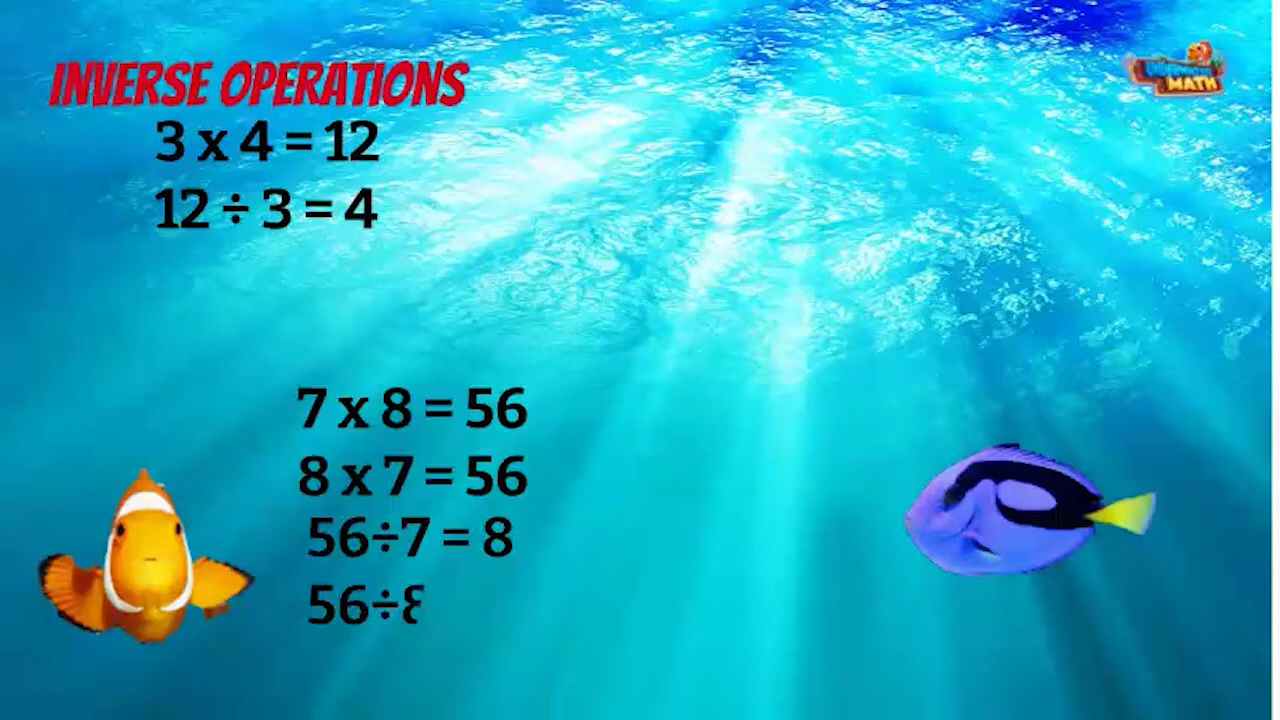 INVERSE OPERATIONS
MATH
3 x 4 = 12
12 ÷ 3 = 4
7 x 8 = 56
8 x 7 = 56
56÷7 = 8
56÷8